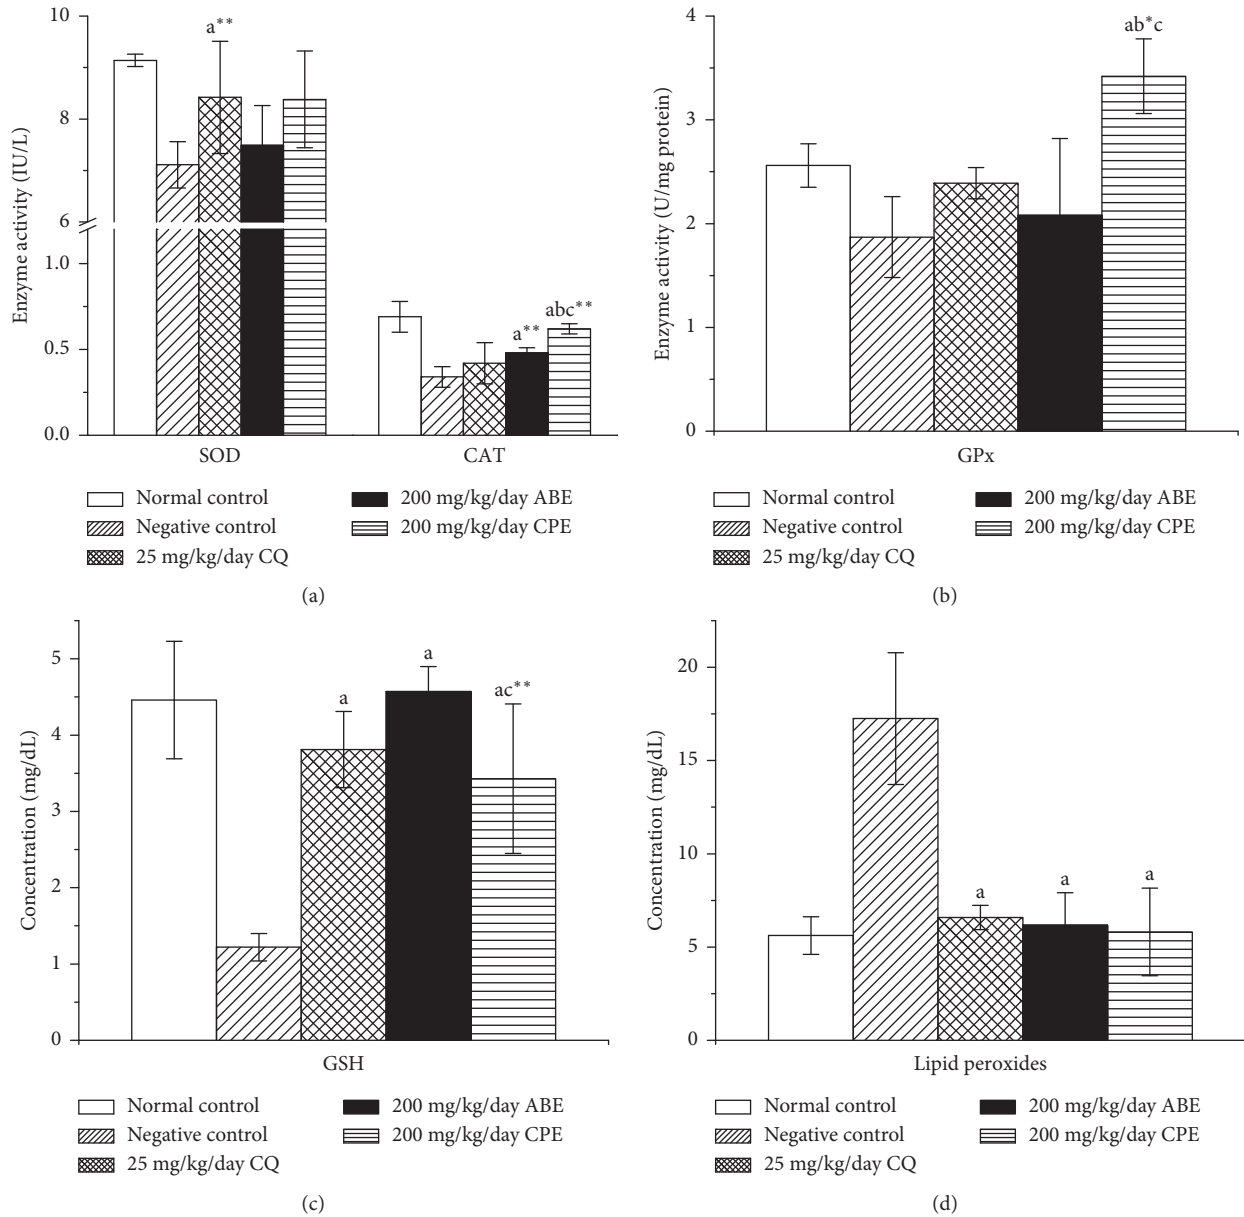 10
8
6
1.0
0.5
0.0
Enzyme activity (IU/L)
a**
a**
abc**
SOD
CAT
Normal control
Negative control
25 mg/kg/day CQ
200 mg/kg/day ABE
200 mg/kg/day CPE
(a)
4
3
2
1
0
Enzyme activity (U/mg protein)
ab*c
GPx
Normal control
Negative control
25 mg/kg/day CQ
200 mg/kg/day ABE
200 mg/kg/day CPE
(b)
5
4
3
2
1
0
Concentration (mg/dL)
a
a
ac**
GSH
Normal control
Negative control
25 mg/kg/day CQ
200 mg/kg/day ABE
200 mg/kg/day CPE
(c)
20
15
10
5
0
Concentration (mg/dL)
a
a
a
Lipid peroxides
Normal control
Negative control
25 mg/kg/day CQ
200 mg/kg/day ABE
200 mg/kg/day CPE
(d)